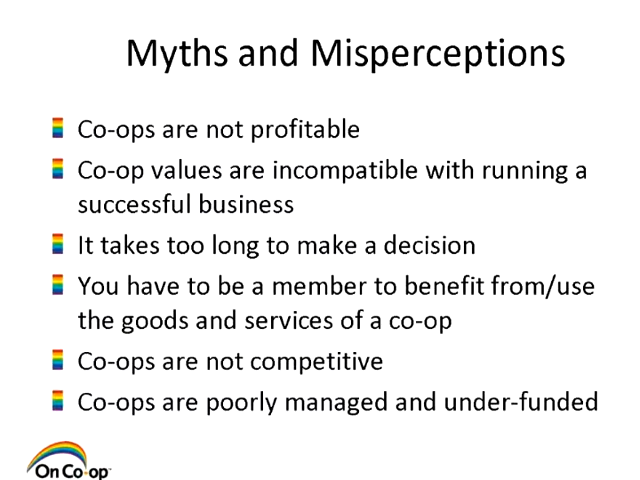 Myths and Misperceptions
Co-ops are not profitable
Co-op values are incompatible with running a
successful business
It takes too long to make a decision
You have to be a member to benefit from/use
the goods and services of a co-op
Co-ops are not competitive
Co-ops are poorly managed and under-funded
On Co-op